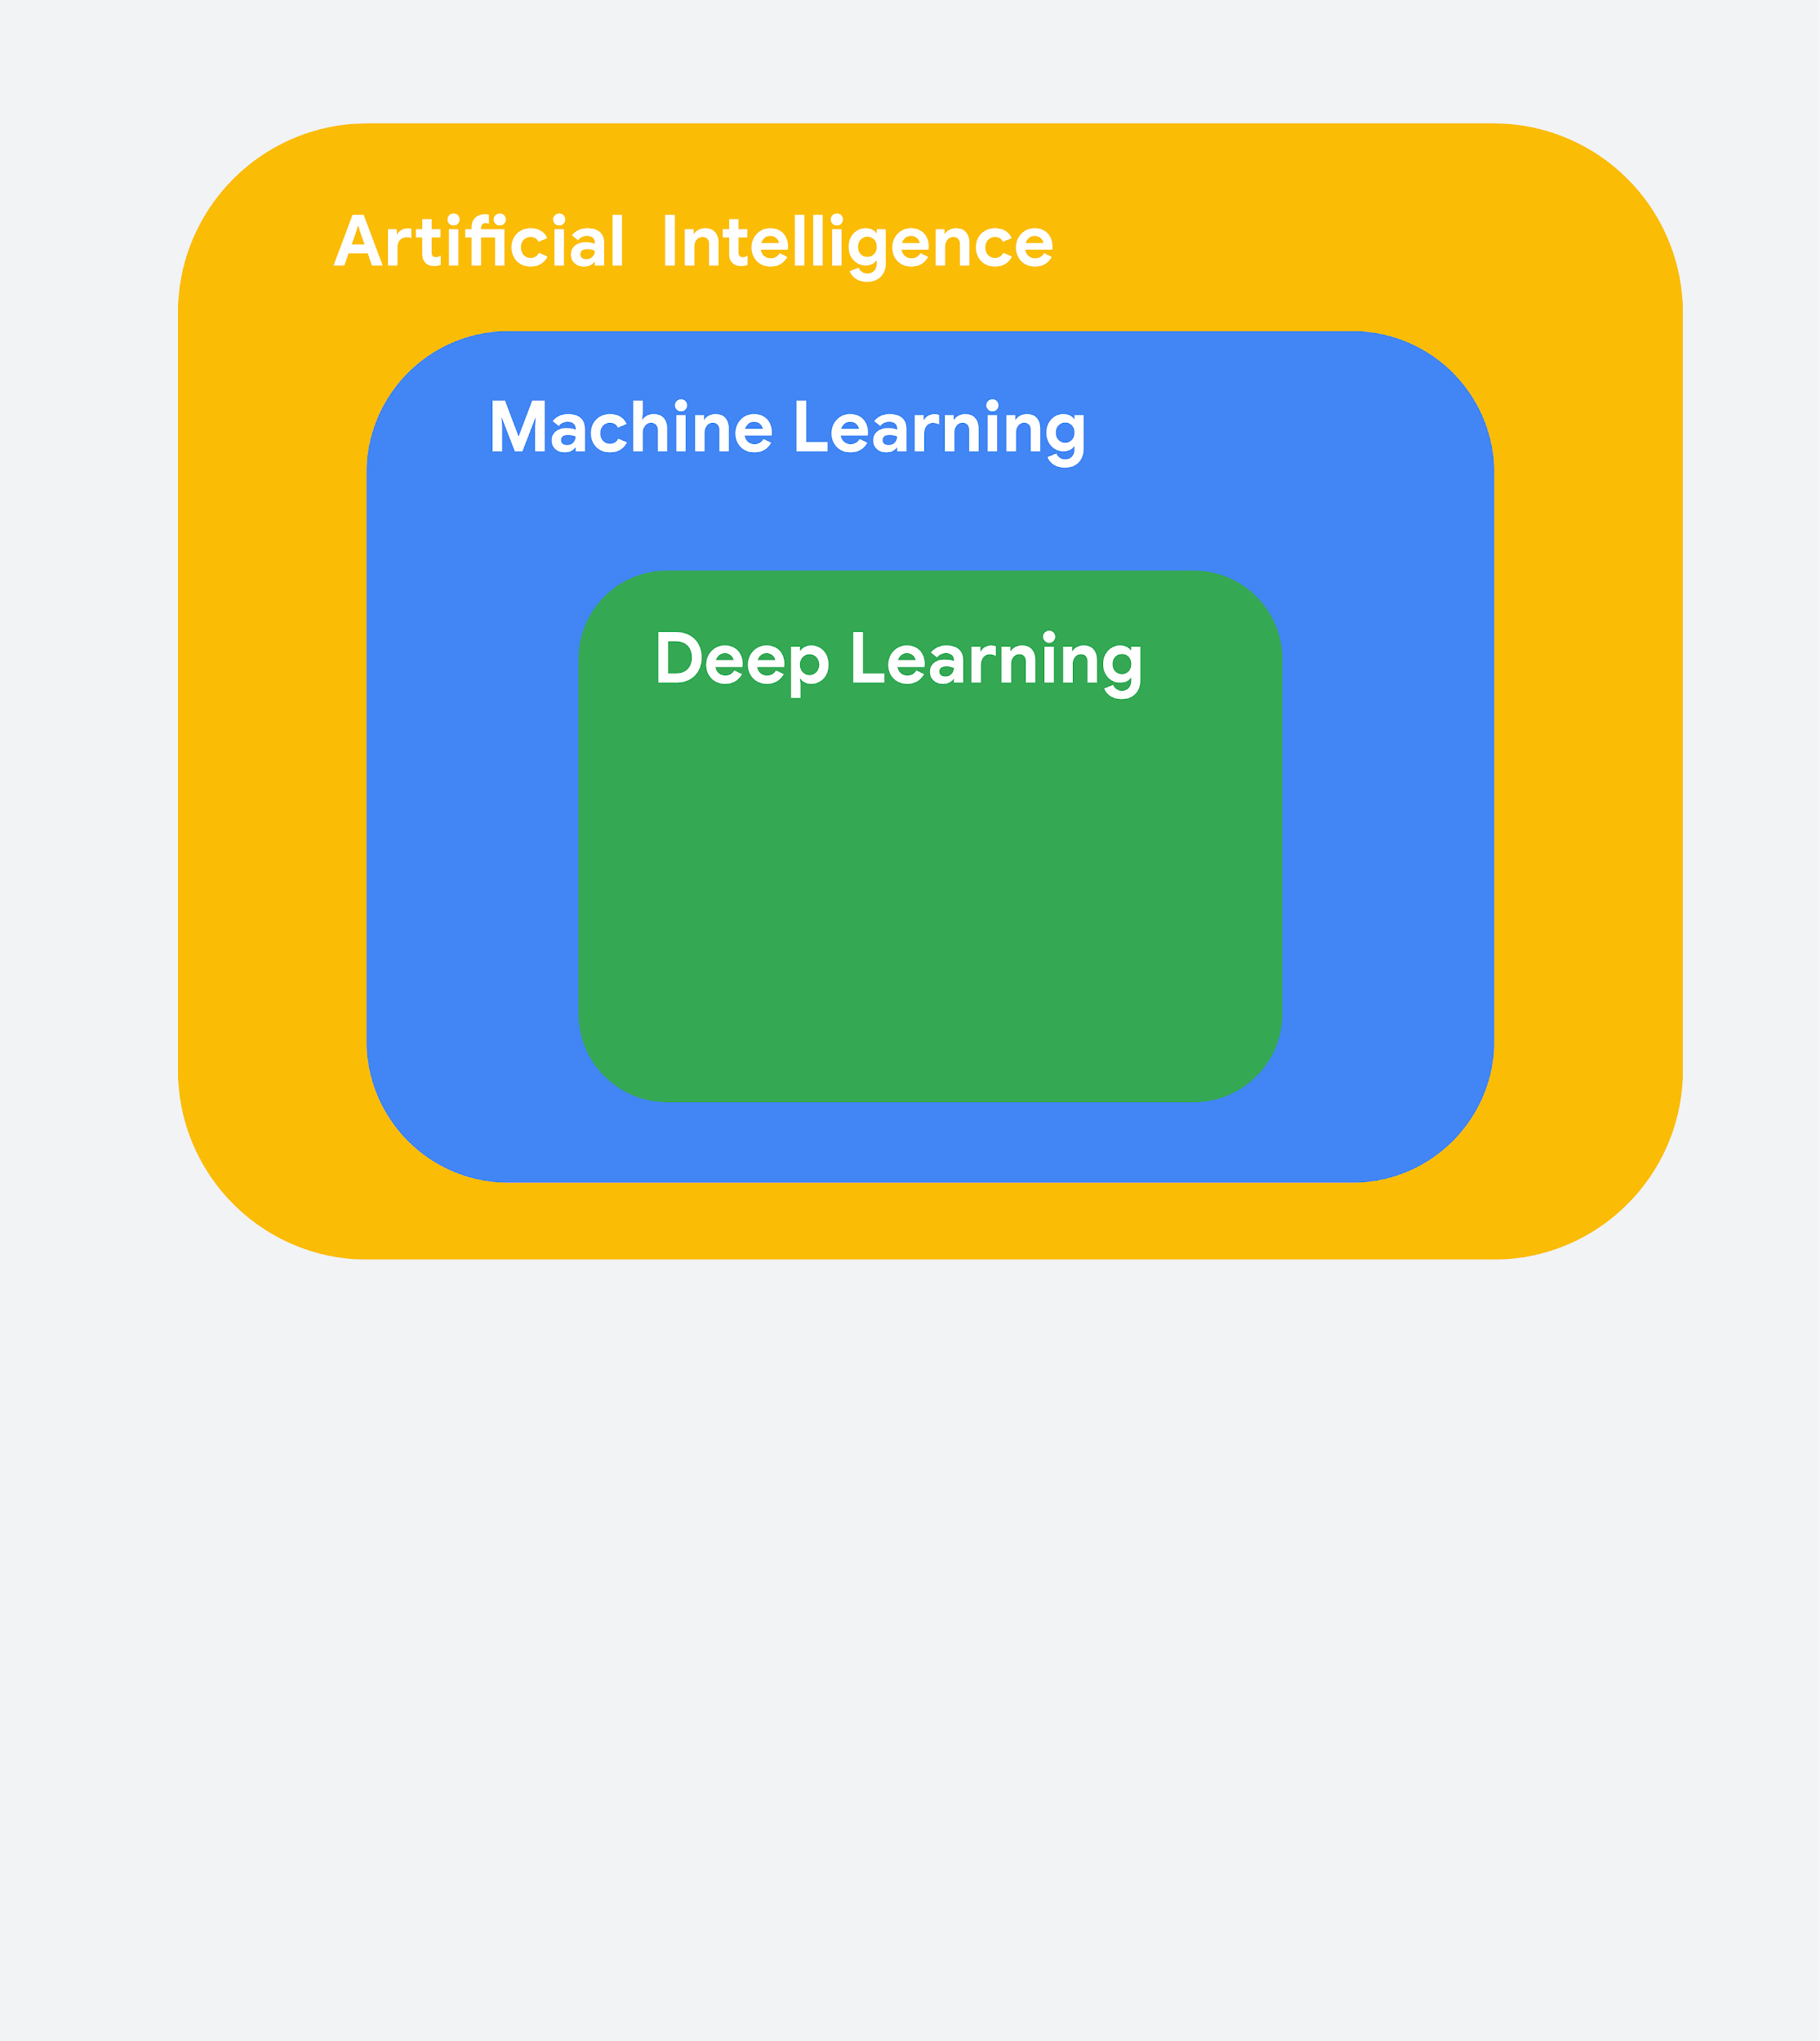 Artificial Intelligence
Machine Learning
Deep Learning